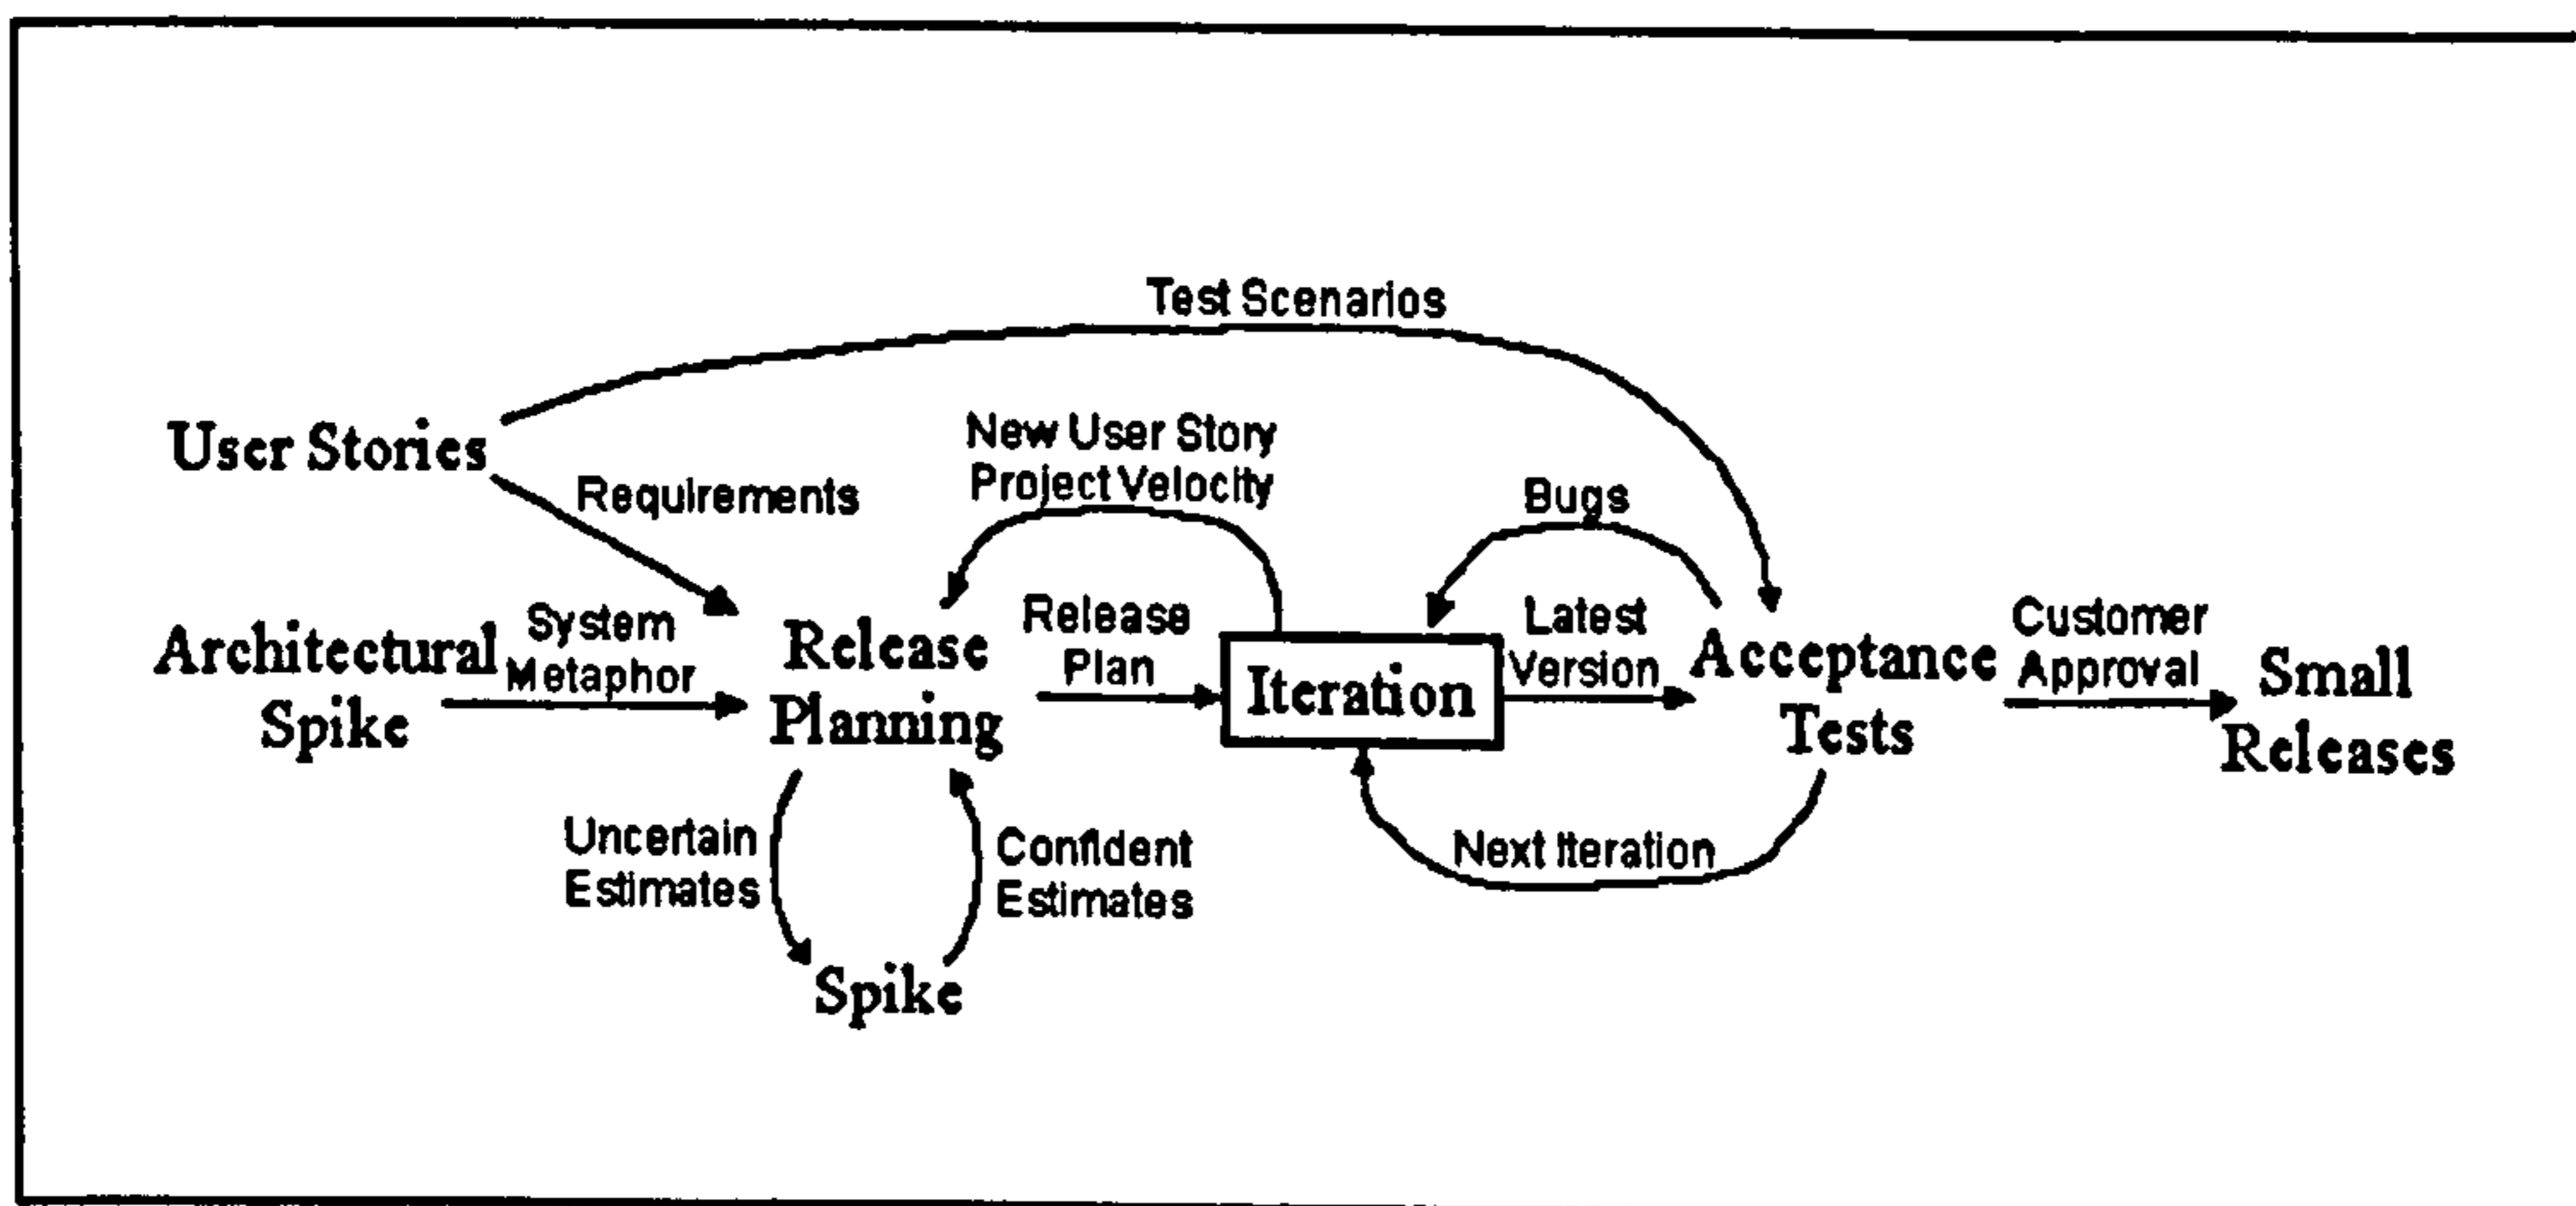 Test Scenarios
User Stories
Requirements
New User Story
Project Velocity
Bugs
Architectural
Spike
System
Metaphor
Release
Planning
Release
Plan
Iteration
Latest
Version
Acceptance
Tests
Customer
Approval
Small
Releases
Uncertain
Estimates
Confident
Estimates
Next Iteration
Spike